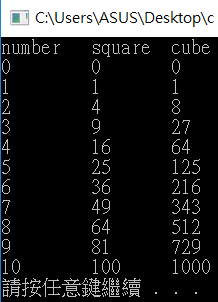 C:\Users\ASUS\Desktop\c
number square cube
0 0 0
1 1 1
2 4 8
3 9 27
4 16 64
5 25 125
6 36 216
7 49 343
8 64 512
9 81 729
10 100 1000
請按任意鍵繼續 . . .